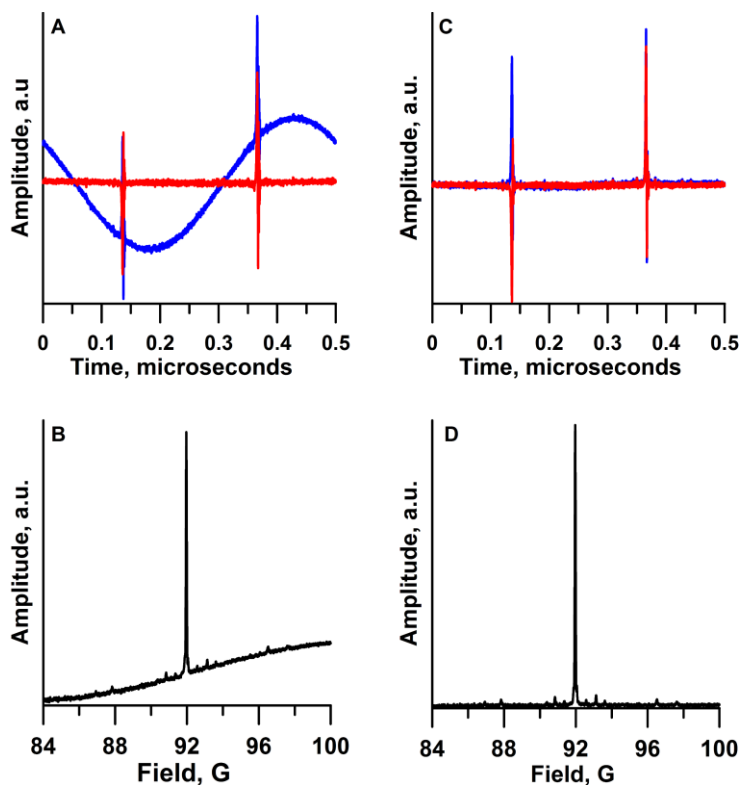 A
Amplitude, a.u
0 0.1 0.2 0.3 0.4 0.5
Time, microseconds
C
Amplitude, a.u.
0 0.1 0.2 0.3 0.4 0.5
Time, microseconds
B
Amplitude, a.u.
84 88 92 96 100
Field, G
D
Amplitude, a.u.
84 88 92 96 100
Field, G